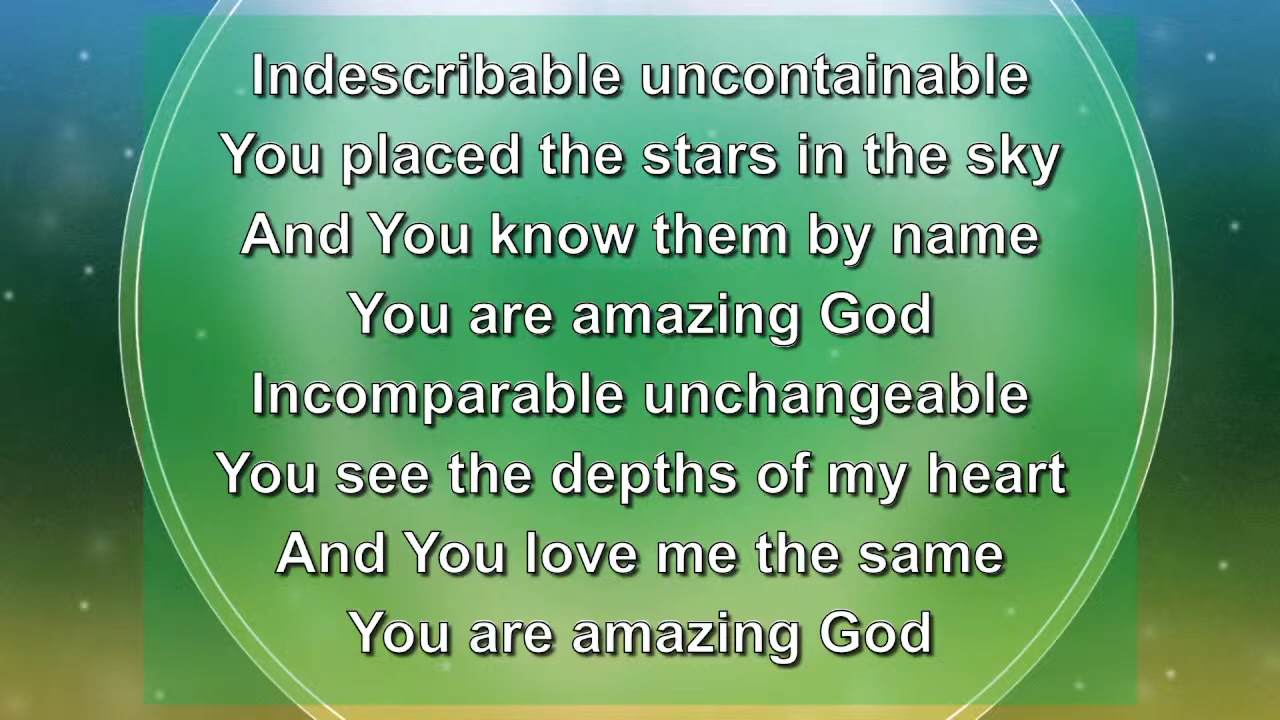 Indescribable uncontainable
You placed the stars in the sky
And You know them by name
You are amazing God
Incomparable unchangeable
You see the depths of my heart
And You love me the same
You are amazing God